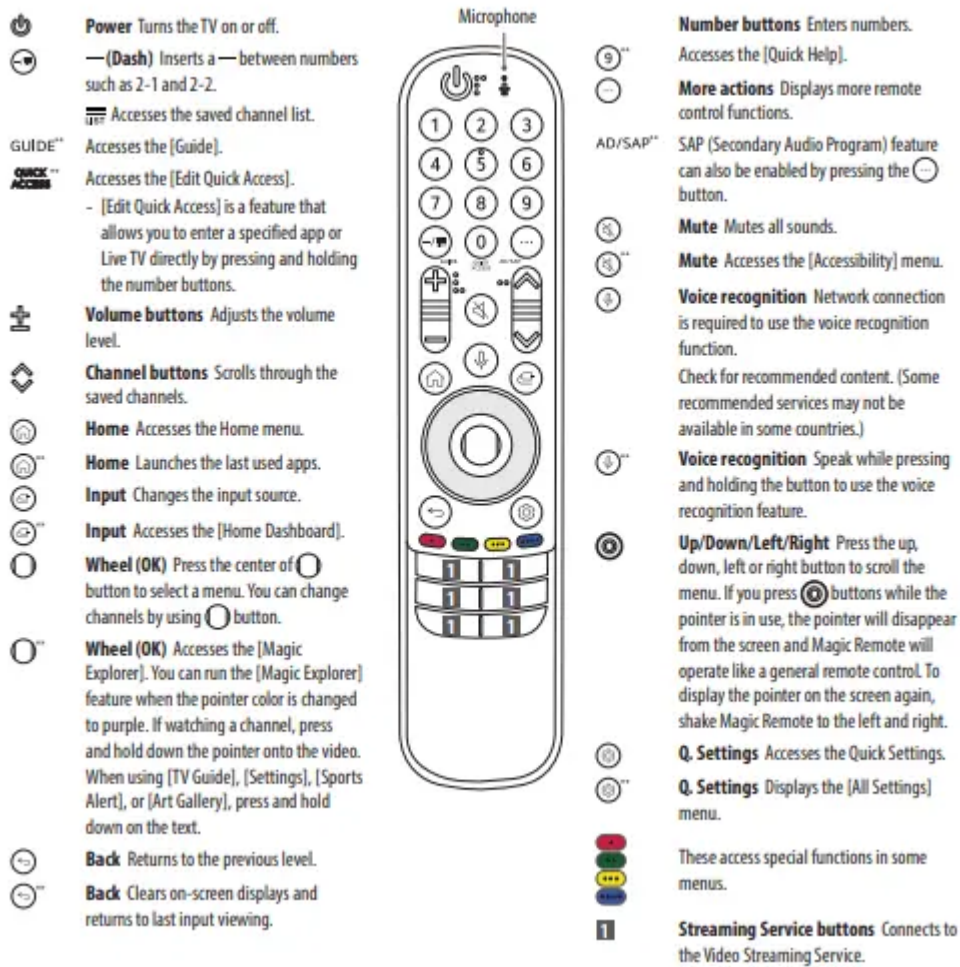 Power Turns the TV on or off.
—(Dash) Inserts a — between numbers
such as 2-1 and 2-2.
LIST Accesses the saved channel list.
GUIDE** Accesses the [Guide].
QUICK ACCESS ** Accesses the [Edit Quick Access].
- [Edit Quick Access] is a feature that
allows you to enter a specified app or
Live TV directly by pressing and holding
the number buttons.
Volume buttons Adjusts the volume
level.
Channel buttons Scrolls through the
saved channels.
Home Accesses the Home menu.
** Home Launches the last used apps.
Input Changes the input source.
** Input Accesses the [Home Dashboard].
Wheel (OK) Press the center of
button to select a menu. You can change
channels by using button.
** Wheel (OK) Accesses the [Magic
Explorer]. You can run the [Magic Explorer]
feature when the pointer color is changed
to purple. If watching a channel, press
and hold down the pointer onto the video.
When using [TV Guide], [Settings], [Sports
Alert], or [Art Gallery], press and hold
down on the text.
Back Returns to the previous level.
** Back Clears on-screen displays and
returns to last input viewing.
Microphone
1 2 3
4 5 6
7 8 9
-/ 0 ...
GUIDE QUICK ACCESS AD/SAP
+
−
1 1
1 1
1 1
Number buttons Enters numbers.
9** Accesses the [Quick Help].
... More actions Displays more remote
control functions.
AD/SAP** SAP (Secondary Audio Program) feature
can also be enabled by pressing the ...
button.
Mute Mutes all sounds.
** Mute Accesses the [Accessibility] menu.
Voice recognition Network connection
is required to use the voice recognition
function.
Check for recommended content. (Some
recommended services may not be
available in some countries.)
** Voice recognition Speak while pressing
and holding the button to use the voice
recognition feature.
Up/Down/Left/Right Press the up,
down, left or right button to scroll the
menu. If you press buttons while the
pointer is in use, the pointer will disappear
from the screen and Magic Remote will
operate like a general remote control. To
display the pointer on the screen again,
shake Magic Remote to the left and right.
Q. Settings Accesses the Quick Settings.
** Q. Settings Displays the [All Settings]
menu.
These access special functions in some
menus.
1 Streaming Service buttons Connects to
the Video Streaming Service.